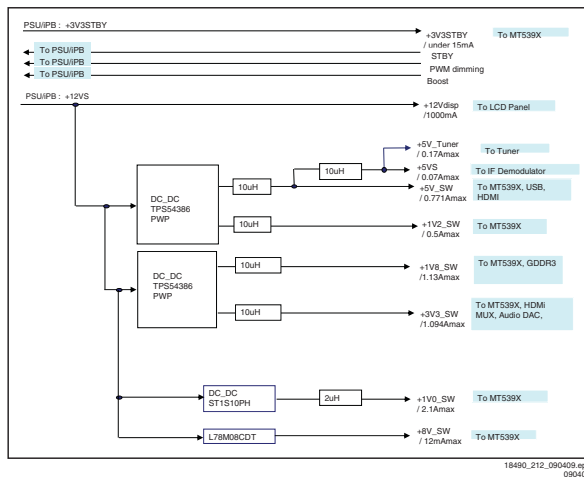 PSU/iPB : +3V3STBY
+3V3STBY
/ under 15mA
To MT539X
To PSU/iPB
STBY
To PSU/iPB
PWM dimming
To PSU/iPB
Boost
PSU/iPB : +12VS
+12Vdisp
/1000mA
To LCD Panel
+5V_Tuner
/ 0.17Amax
To Tuner
10uH
+5VS
/ 0.07Amax
To IF Demodulator
DC_DC
TPS54386
PWP
10uH
+5V_SW
/ 0.771Amax
To MT539X, USB,
HDMI
10uH
+1V2_SW
/ 0.5Amax
To MT539X
DC_DC
TPS54386
PWP
10uH
+1V8_SW
/1.13Amax
To MT539X, GDDR3
10uH
+3V3_SW
/1.094Amax
To MT539X, HDMi
MUX, Audio DAC,
DC_DC
ST1S10PH
2uH
+1V0_SW
/ 2.1Amax
To MT539X
L78M08CDT
+8V_SW
/ 12mAmax
To MT539X
18490_212_090409.ep
09040